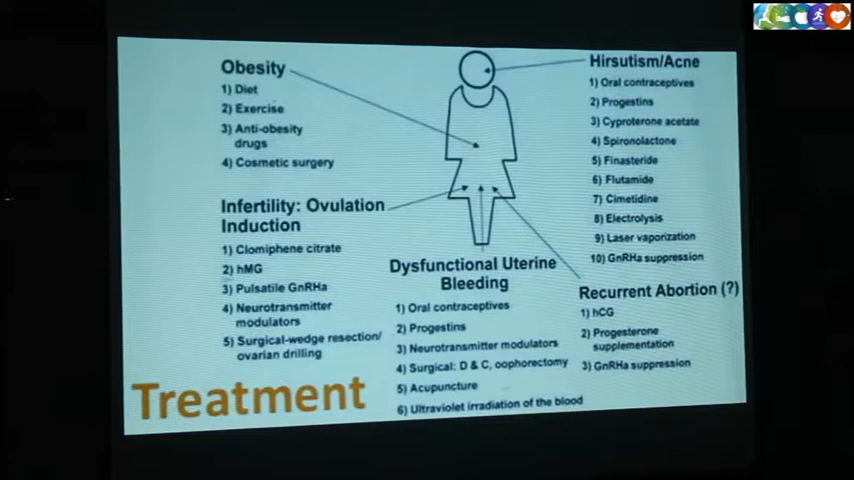 Obesity
1) Diet
2) Exercise
3) Anti-obesity
drugs
4) Cosmetic surgery
Infertility: Ovulation
Induction
1) Clomiphene citrate
2) hMG
3) Pulsatile GnRHa
4) Neurotransmitter
modulators
5) Surgical-wedge resection/
ovarian drilling
Dysfunctional Uterine
Bleeding
1) Oral contraceptives
2) Progestins
3) Neurotransmitter modulators
4) Surgical: D & C, oophorectomy
5) Acupuncture
6) Ultraviolet irradiation of the blood
Hirsutism/Acne
1) Oral contraceptives
2) Progestins
3) Cyproterone acetate
4) Spironolactone
5) Finasteride
6) Flutamide
7) Cimetidine
8) Electrolysis
9) Laser vaporization
10) GnRHa suppression
Recurrent Abortion (?)
1) hCG
2) Progesterone
supplementation
3) GnRHa suppression
Treatment